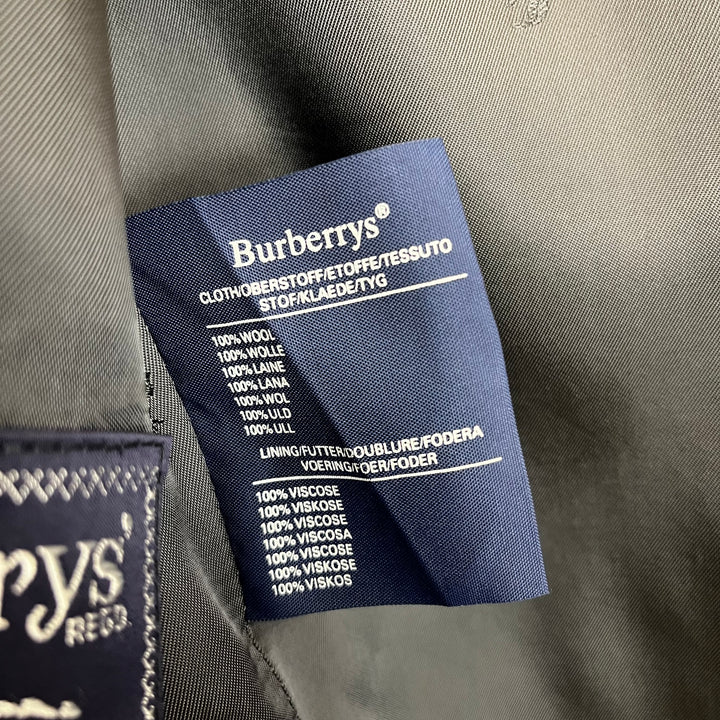 Burberrys®
CLOTH/OBERSTOFF/ETOFFE/TESSUTO
STOF/KLAEDE/TYG
100% WOOL
100% WOLLE
100% LAINE
100% LANA
100% WOL
100% ULD
100% ULL
LINING/FUTTER/DOUBLURE/FODERA
VOERING/FOER/FODER
100% VISCOSE
100% VISKOSE
100% VISCOSE
100% VISCOSA
100% VISCOSE
100% VISKOSE
100% VISKOS
rrys'
REGD